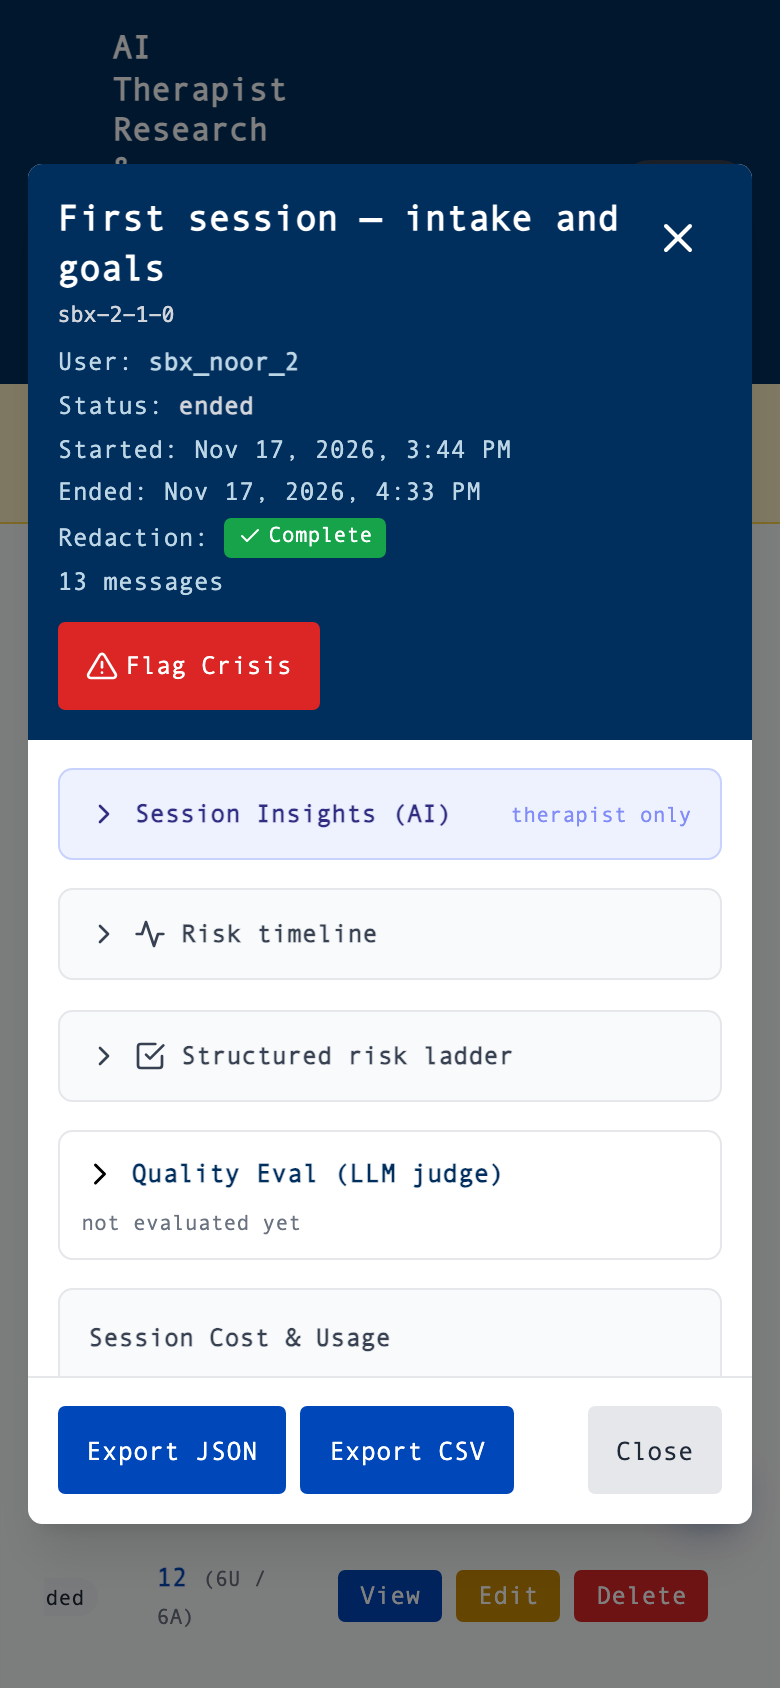 AI
Therapist
Research
&
First session — intake and
goals
sbx-2-1-0
User: sbx_noor_2
Status: ended
Started: Nov 17, 2026, 3:44 PM
Ended: Nov 17, 2026, 4:33 PM
Redaction: ✓ Complete
13 messages
Flag Crisis
Session Insights (AI) therapist only
Risk timeline
Structured risk ladder
Quality Eval (LLM judge)
not evaluated yet
Session Cost & Usage
Export JSON Export CSV Close
ded 12 (6U / 6A) View Edit Delete